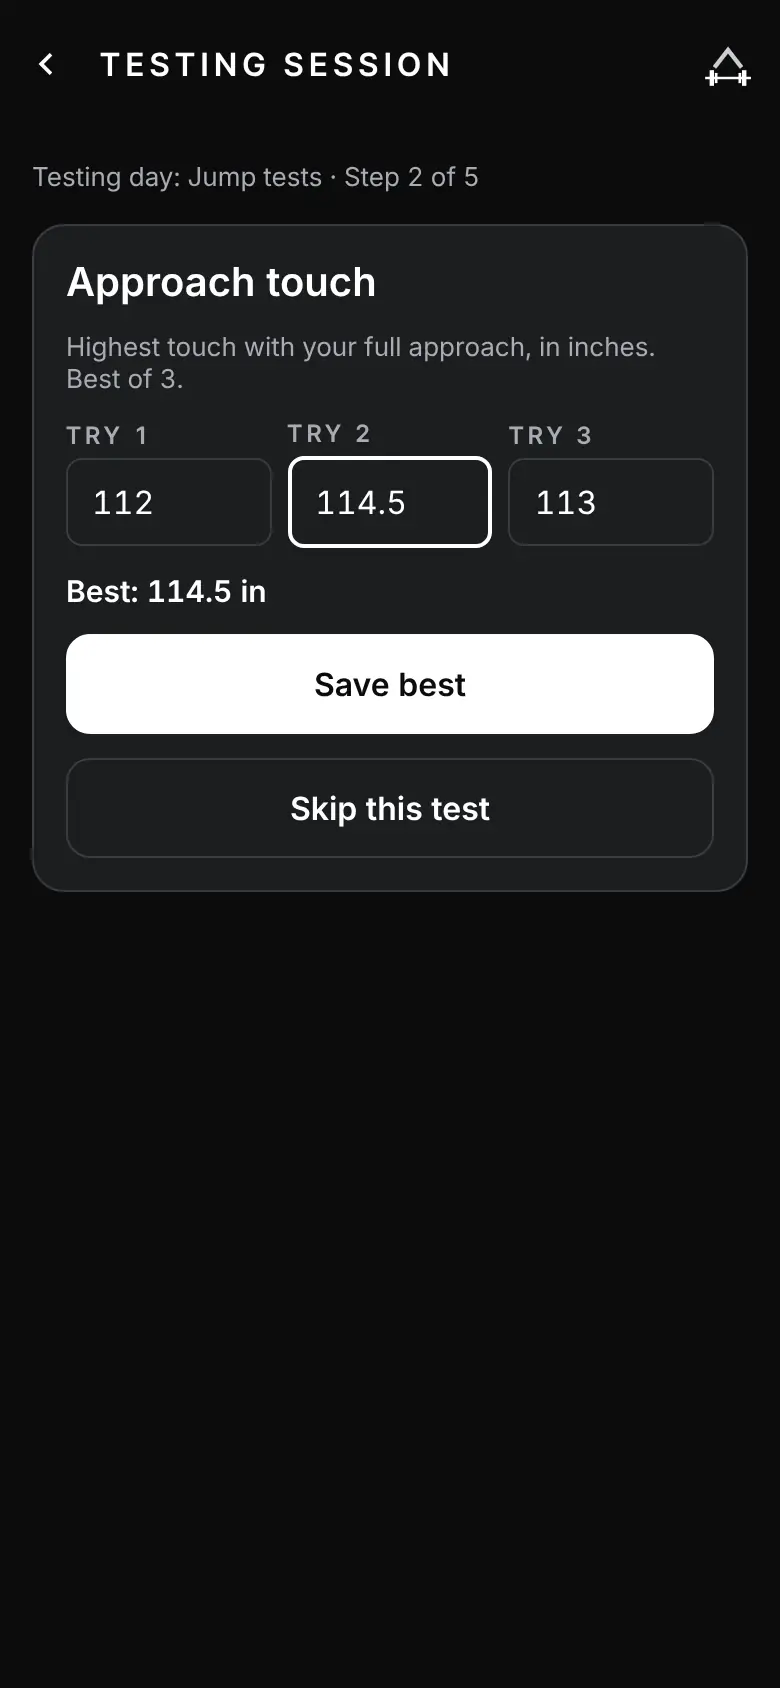 TESTING SESSION
Testing day: Jump tests · Step 2 of 5
Approach touch
Highest touch with your full approach, in inches.
Best of 3.
TRY 1 TRY 2 TRY 3
112 114.5 113
Best: 114.5 in
Save best
Skip this test